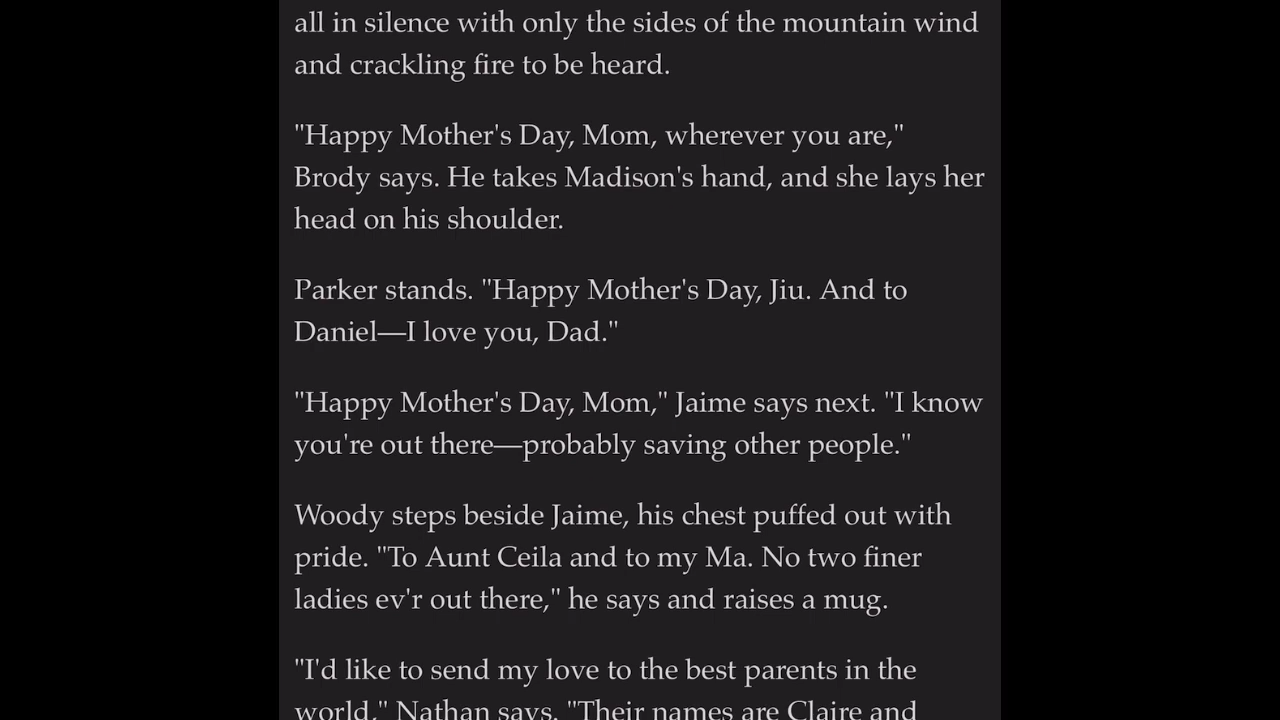 all in silence with only the sides of the mountain wind
and crackling fire to be heard.
"Happy Mother's Day, Mom, wherever you are,"
Brody says. He takes Madison's hand, and she lays her
head on his shoulder.
Parker stands. "Happy Mother's Day, Jiu. And to
Daniel—I love you, Dad."
"Happy Mother's Day, Mom," Jaime says next. "I know
you're out there—probably saving other people."
Woody steps beside Jaime, his chest puffed out with
pride. "To Aunt Ceila and to my Ma. No two finer
ladies ev'r out there," he says and raises a mug.
"I'd like to send my love to the best parents in the
world," Nathan says. "Their names are Claire and